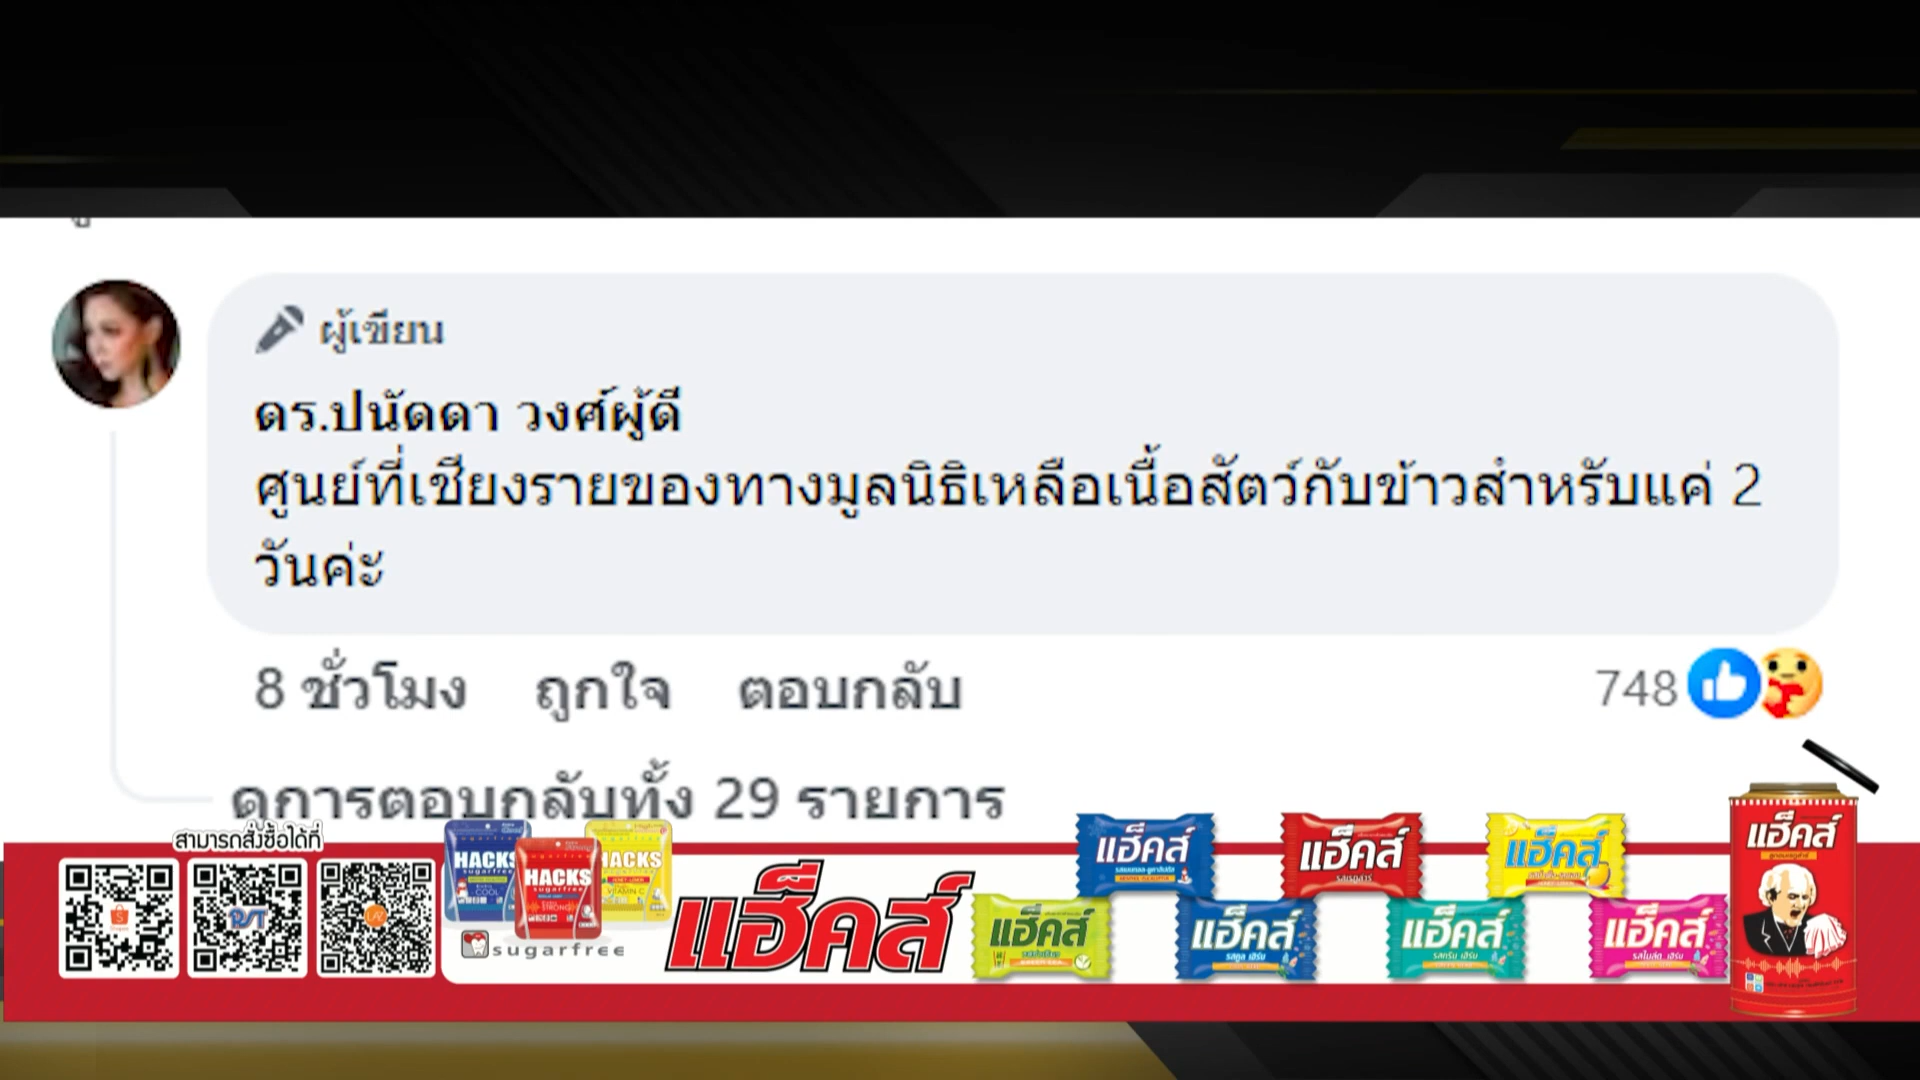 ผู้เขียน
ดร.ปนัดดา วงศ์ผู้ดี
ศูนย์ที่เชียงรายของทางมูลนิธิเหลือเนื้อสัตว์กับข้าวสำหรับแค่ 2
วันค่ะ
8 ชั่วโมง ถูกใจ ตอบกลับ
748
ดูการตอบกลับทั้ง 29 รายการ
สามารถสั่งซื้อได้ที่
HACKS
sugarfree
COOL
HACKS
sugarfree
STRONG
HACKS
sugarfree
VITAMIN C
sugarfree
แฮ็คส์
แฮ็คส์
แฮ็คส์
แฮ็คส์
แฮ็คส์
แฮ็คส์
แฮ็คส์
แฮ็คส์
แฮ็คส์